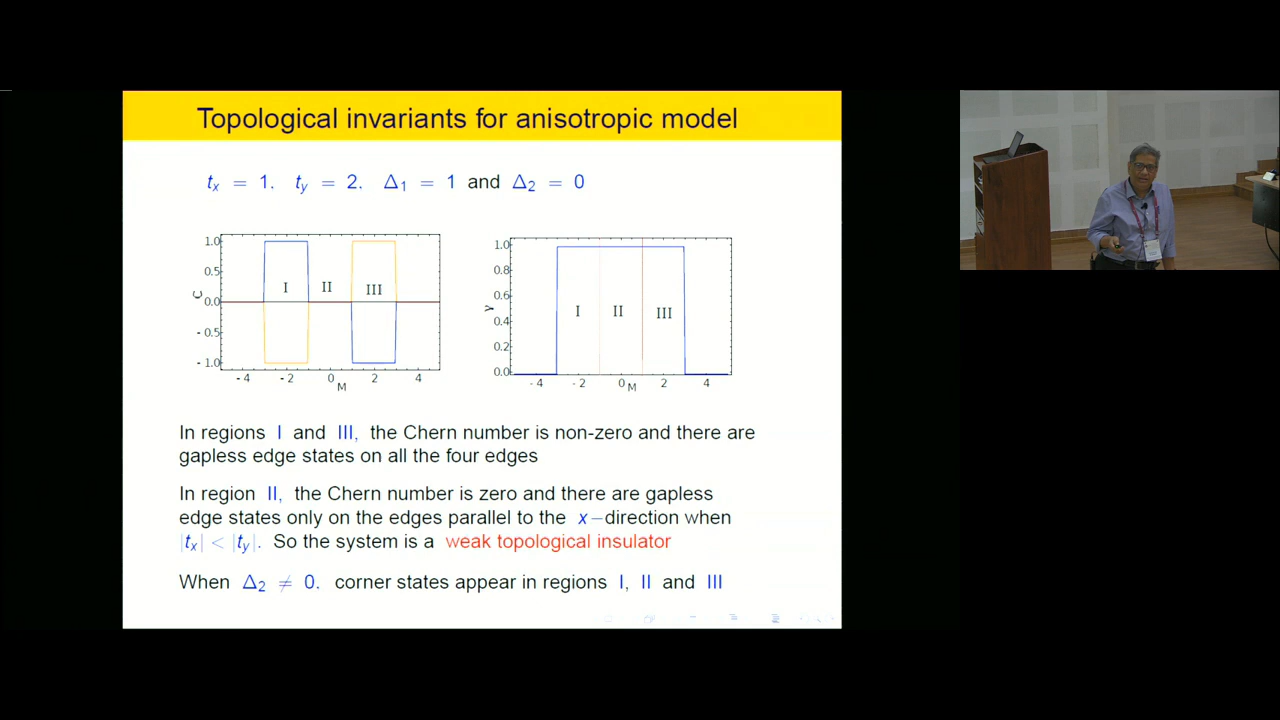 Topological invariants for anisotropic model
tₓ = 1. t_y = 2. Δ₁ = 1 and Δ₂ = 0
1.0
0.5
0.0
- 0.5
- 1.0
C
I
II
III
- 4
- 2
0
2
4
M
1.0
0.8
0.6
0.4
0.2
0.0
γ
I
II
III
- 4
- 2
0
2
4
M
In regions I and III, the Chern number is non-zero and there are
gapless edge states on all the four edges
In region II, the Chern number is zero and there are gapless
edge states only on the edges parallel to the x–direction when
|tₓ| < |t_y|. So the system is a weak topological insulator
When Δ₂ ≠ 0. corner states appear in regions I, II and III